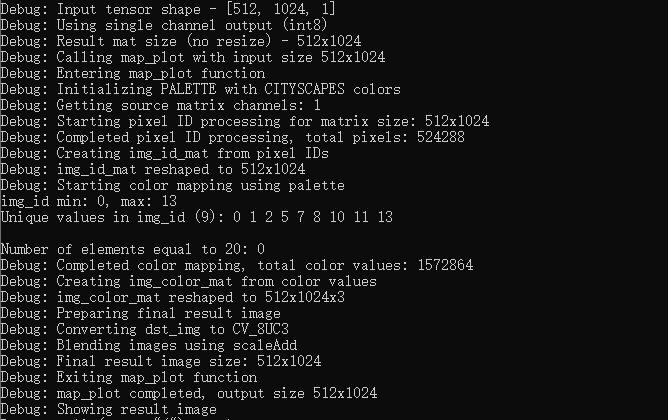 Debug: Input tensor shape - [512, 1024, 1]
Debug: Using single channel output (int8)
Debug: Result mat size (no resize) - 512x1024
Debug: Calling map_plot with input size 512x1024
Debug: Entering map_plot function
Debug: Initializing PALETTE with CITYSCAPES colors
Debug: Getting source matrix channels: 1
Debug: Starting pixel ID processing for matrix size: 512x1024
Debug: Completed pixel ID processing, total pixels: 524288
Debug: Creating img_id_mat from pixel IDs
Debug: img_id_mat reshaped to 512x1024
Debug: Starting color mapping using palette
img_id min: 0, max: 13
Unique values in img_id (9): 0 1 2 5 7 8 10 11 13
Number of elements equal to 20: 0
Debug: Completed color mapping, total color values: 1572864
Debug: Creating img_color_mat from color values
Debug: img_color_mat reshaped to 512x1024x3
Debug: Preparing final result image
Debug: Converting dst_img to CV_8UC3
Debug: Blending images using scaleAdd
Debug: Final result image size: 512x1024
Debug: Exiting map_plot function
Debug: map_plot completed, output size 512x1024
Debug: Showing result image